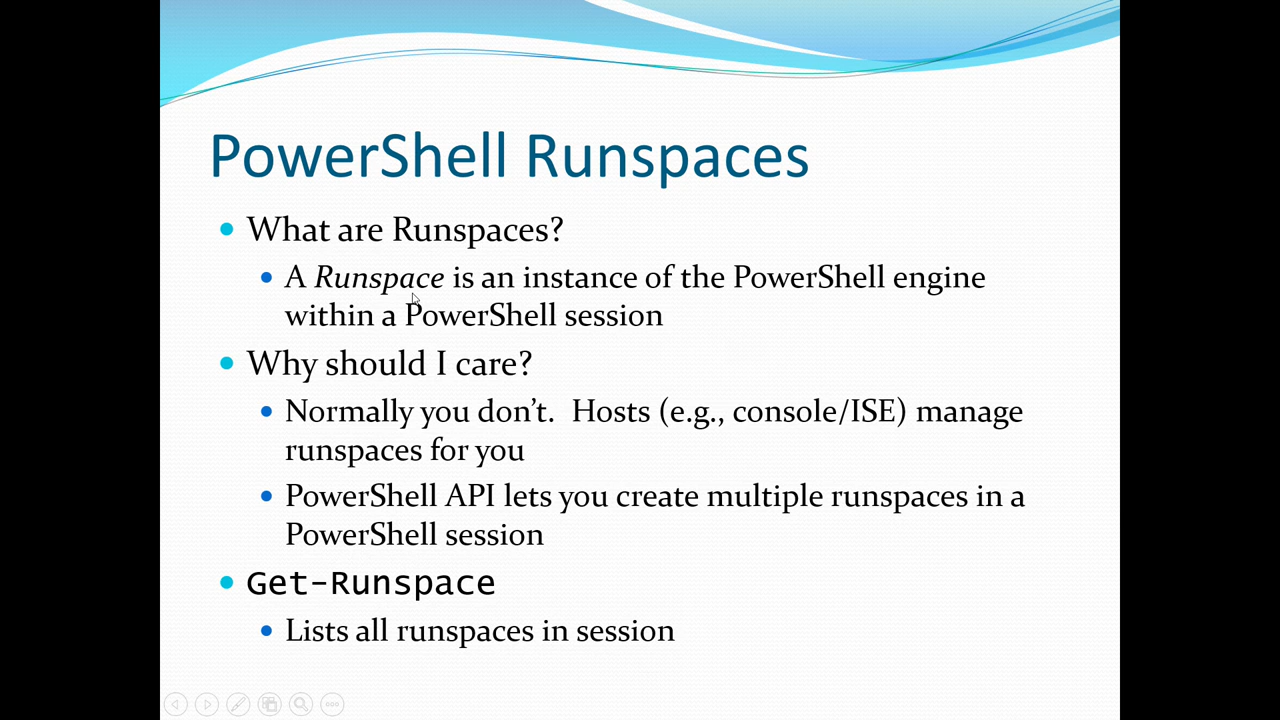 PowerShell Runspaces
What are Runspaces?
A Runspace is an instance of the PowerShell engine
within a PowerShell session
Why should I care?
Normally you don’t.  Hosts (e.g., console/ISE) manage
runspaces for you
PowerShell API lets you create multiple runspaces in a
PowerShell session
Get-Runspace
Lists all runspaces in session